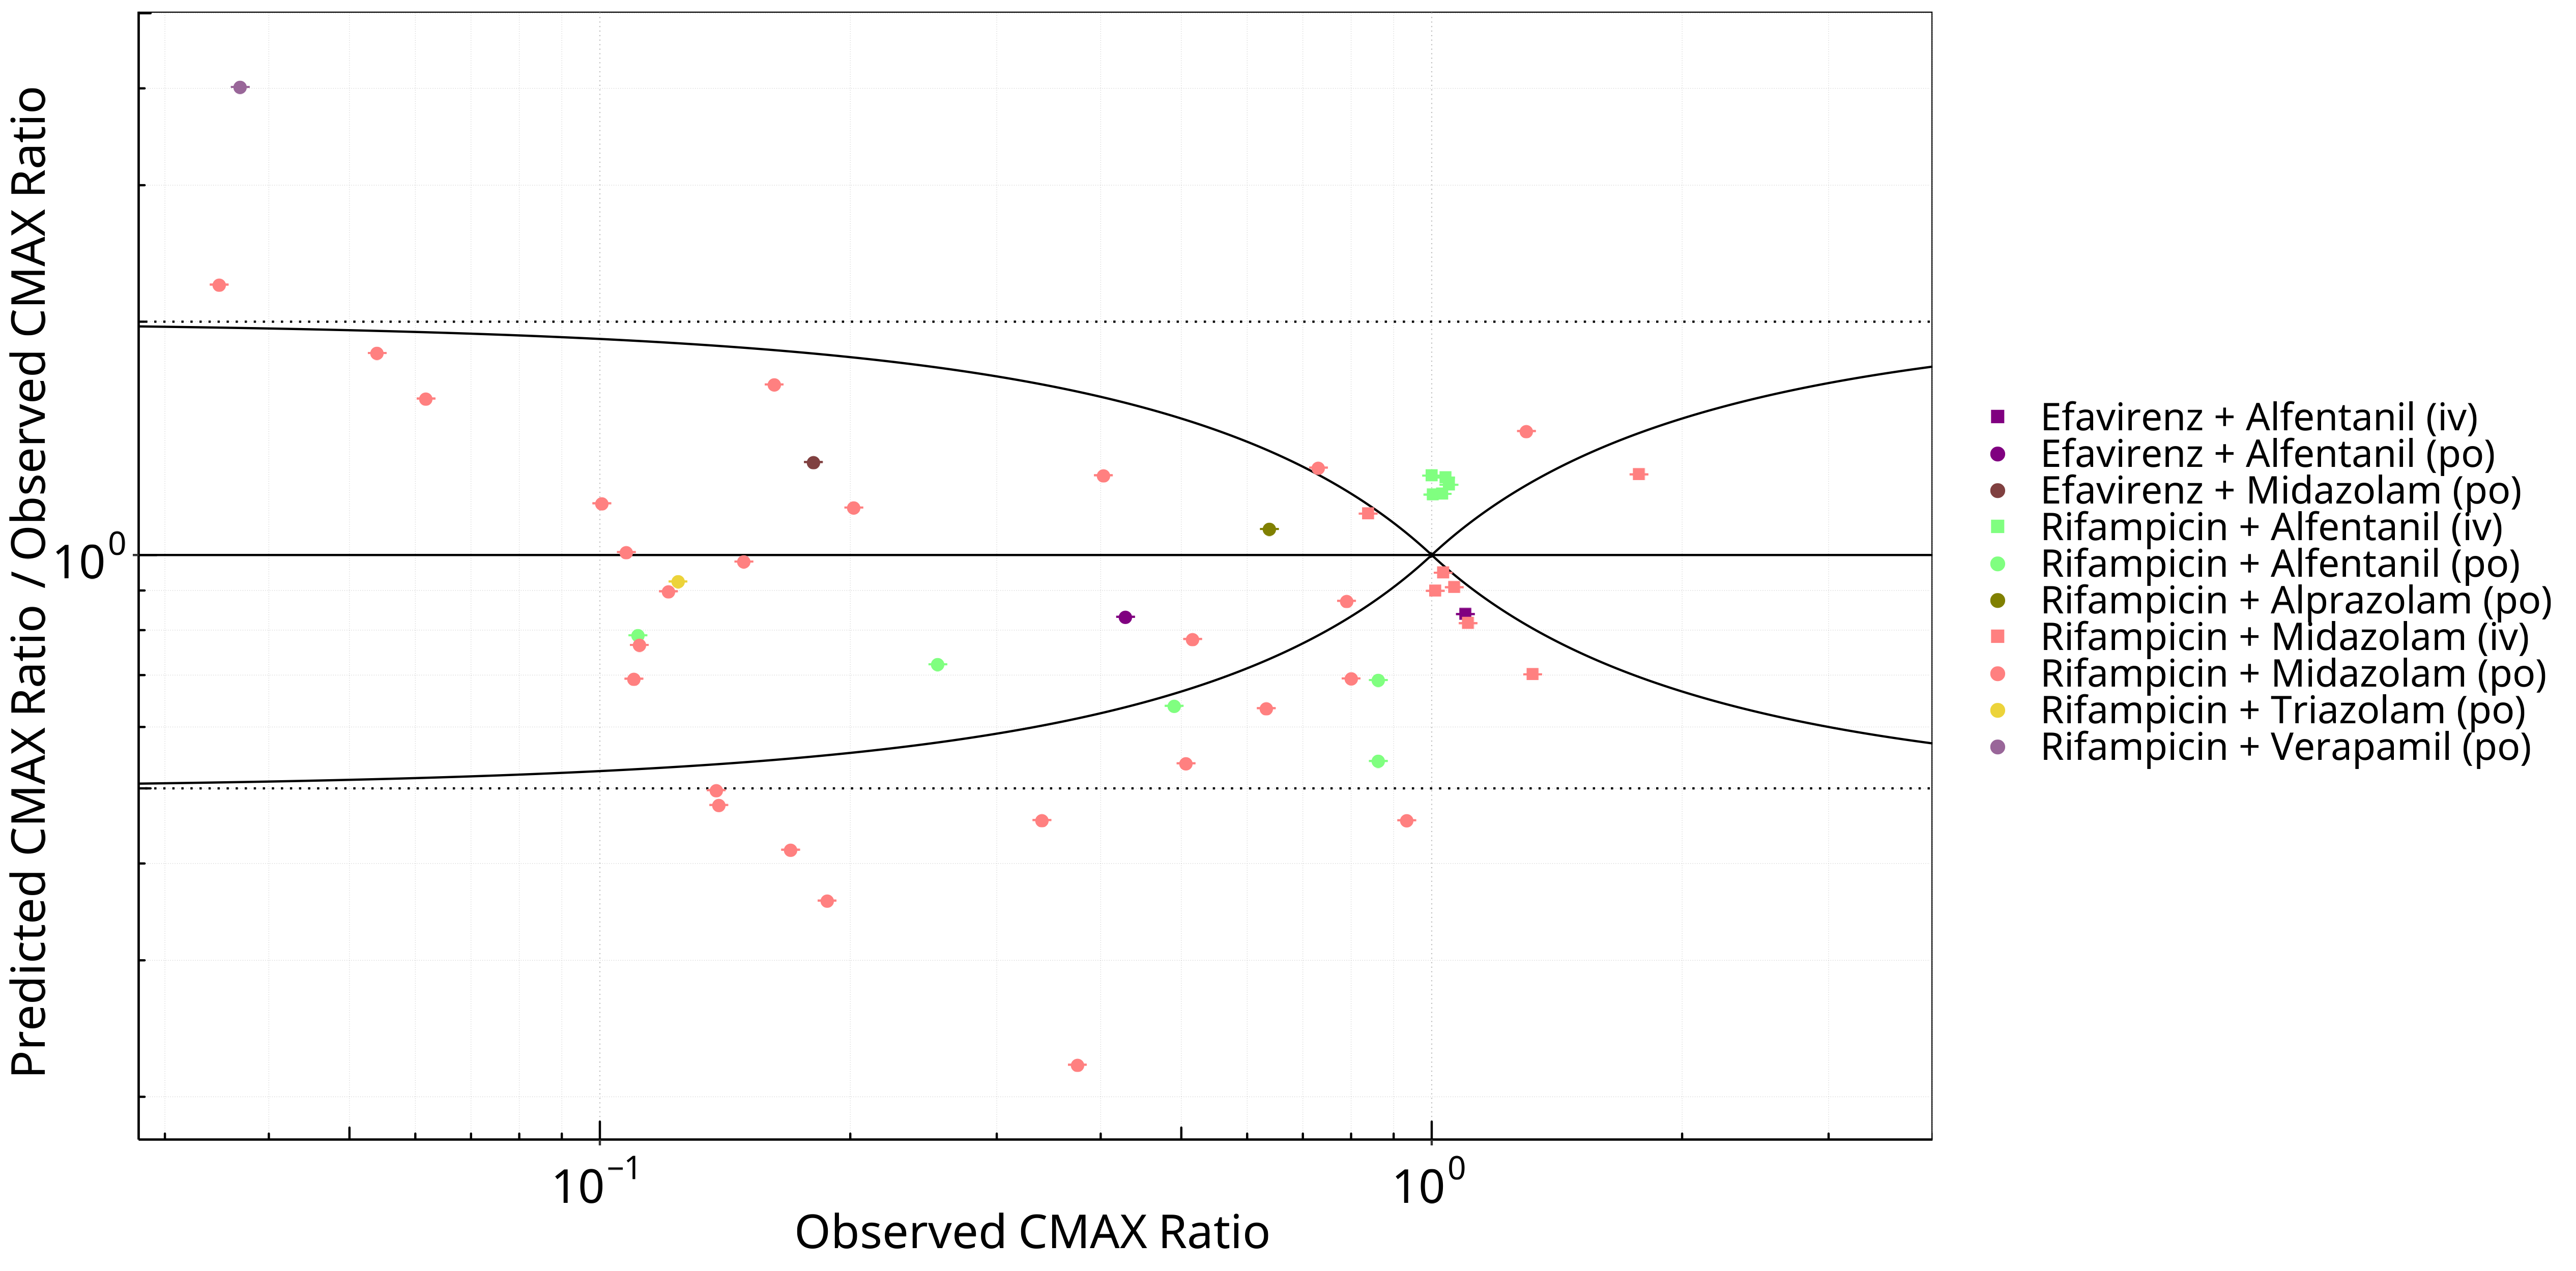 Predicted CMAX Ratio / Observed CMAX Ratio
10⁰
10⁻¹
10⁰
Observed CMAX Ratio
Efavirenz + Alfentanil (iv)
Efavirenz + Alfentanil (po)
Efavirenz + Midazolam (po)
Rifampicin + Alfentanil (iv)
Rifampicin + Alfentanil (po)
Rifampicin + Alprazolam (po)
Rifampicin + Midazolam (iv)
Rifampicin + Midazolam (po)
Rifampicin + Triazolam (po)
Rifampicin + Verapamil (po)